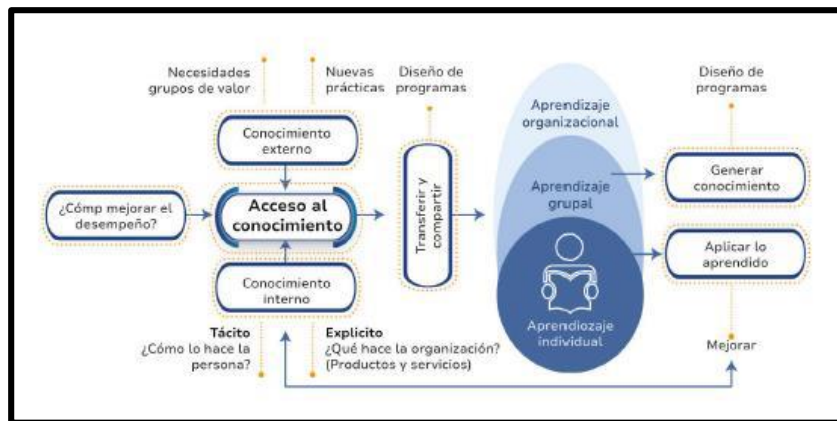 Necesidades
grupos de valor
Nuevas
prácticas
Diseño de
programas
Diseño de
programas
Conocimiento
externo
¿Cómp mejorar el
desempeño?
Acceso al
conocimiento
Conocimiento
interno
Tácito
¿Cómo lo hace la
persona?
Explicito
¿Qué hace la organización?
(Productos y servicios)
Transferir y
compartir
Aprendizaje
organizacional
Aprendizaje
grupal
Aprendiozaje
individual
Generar
conocimiento
Aplicar lo
aprendido
Mejorar